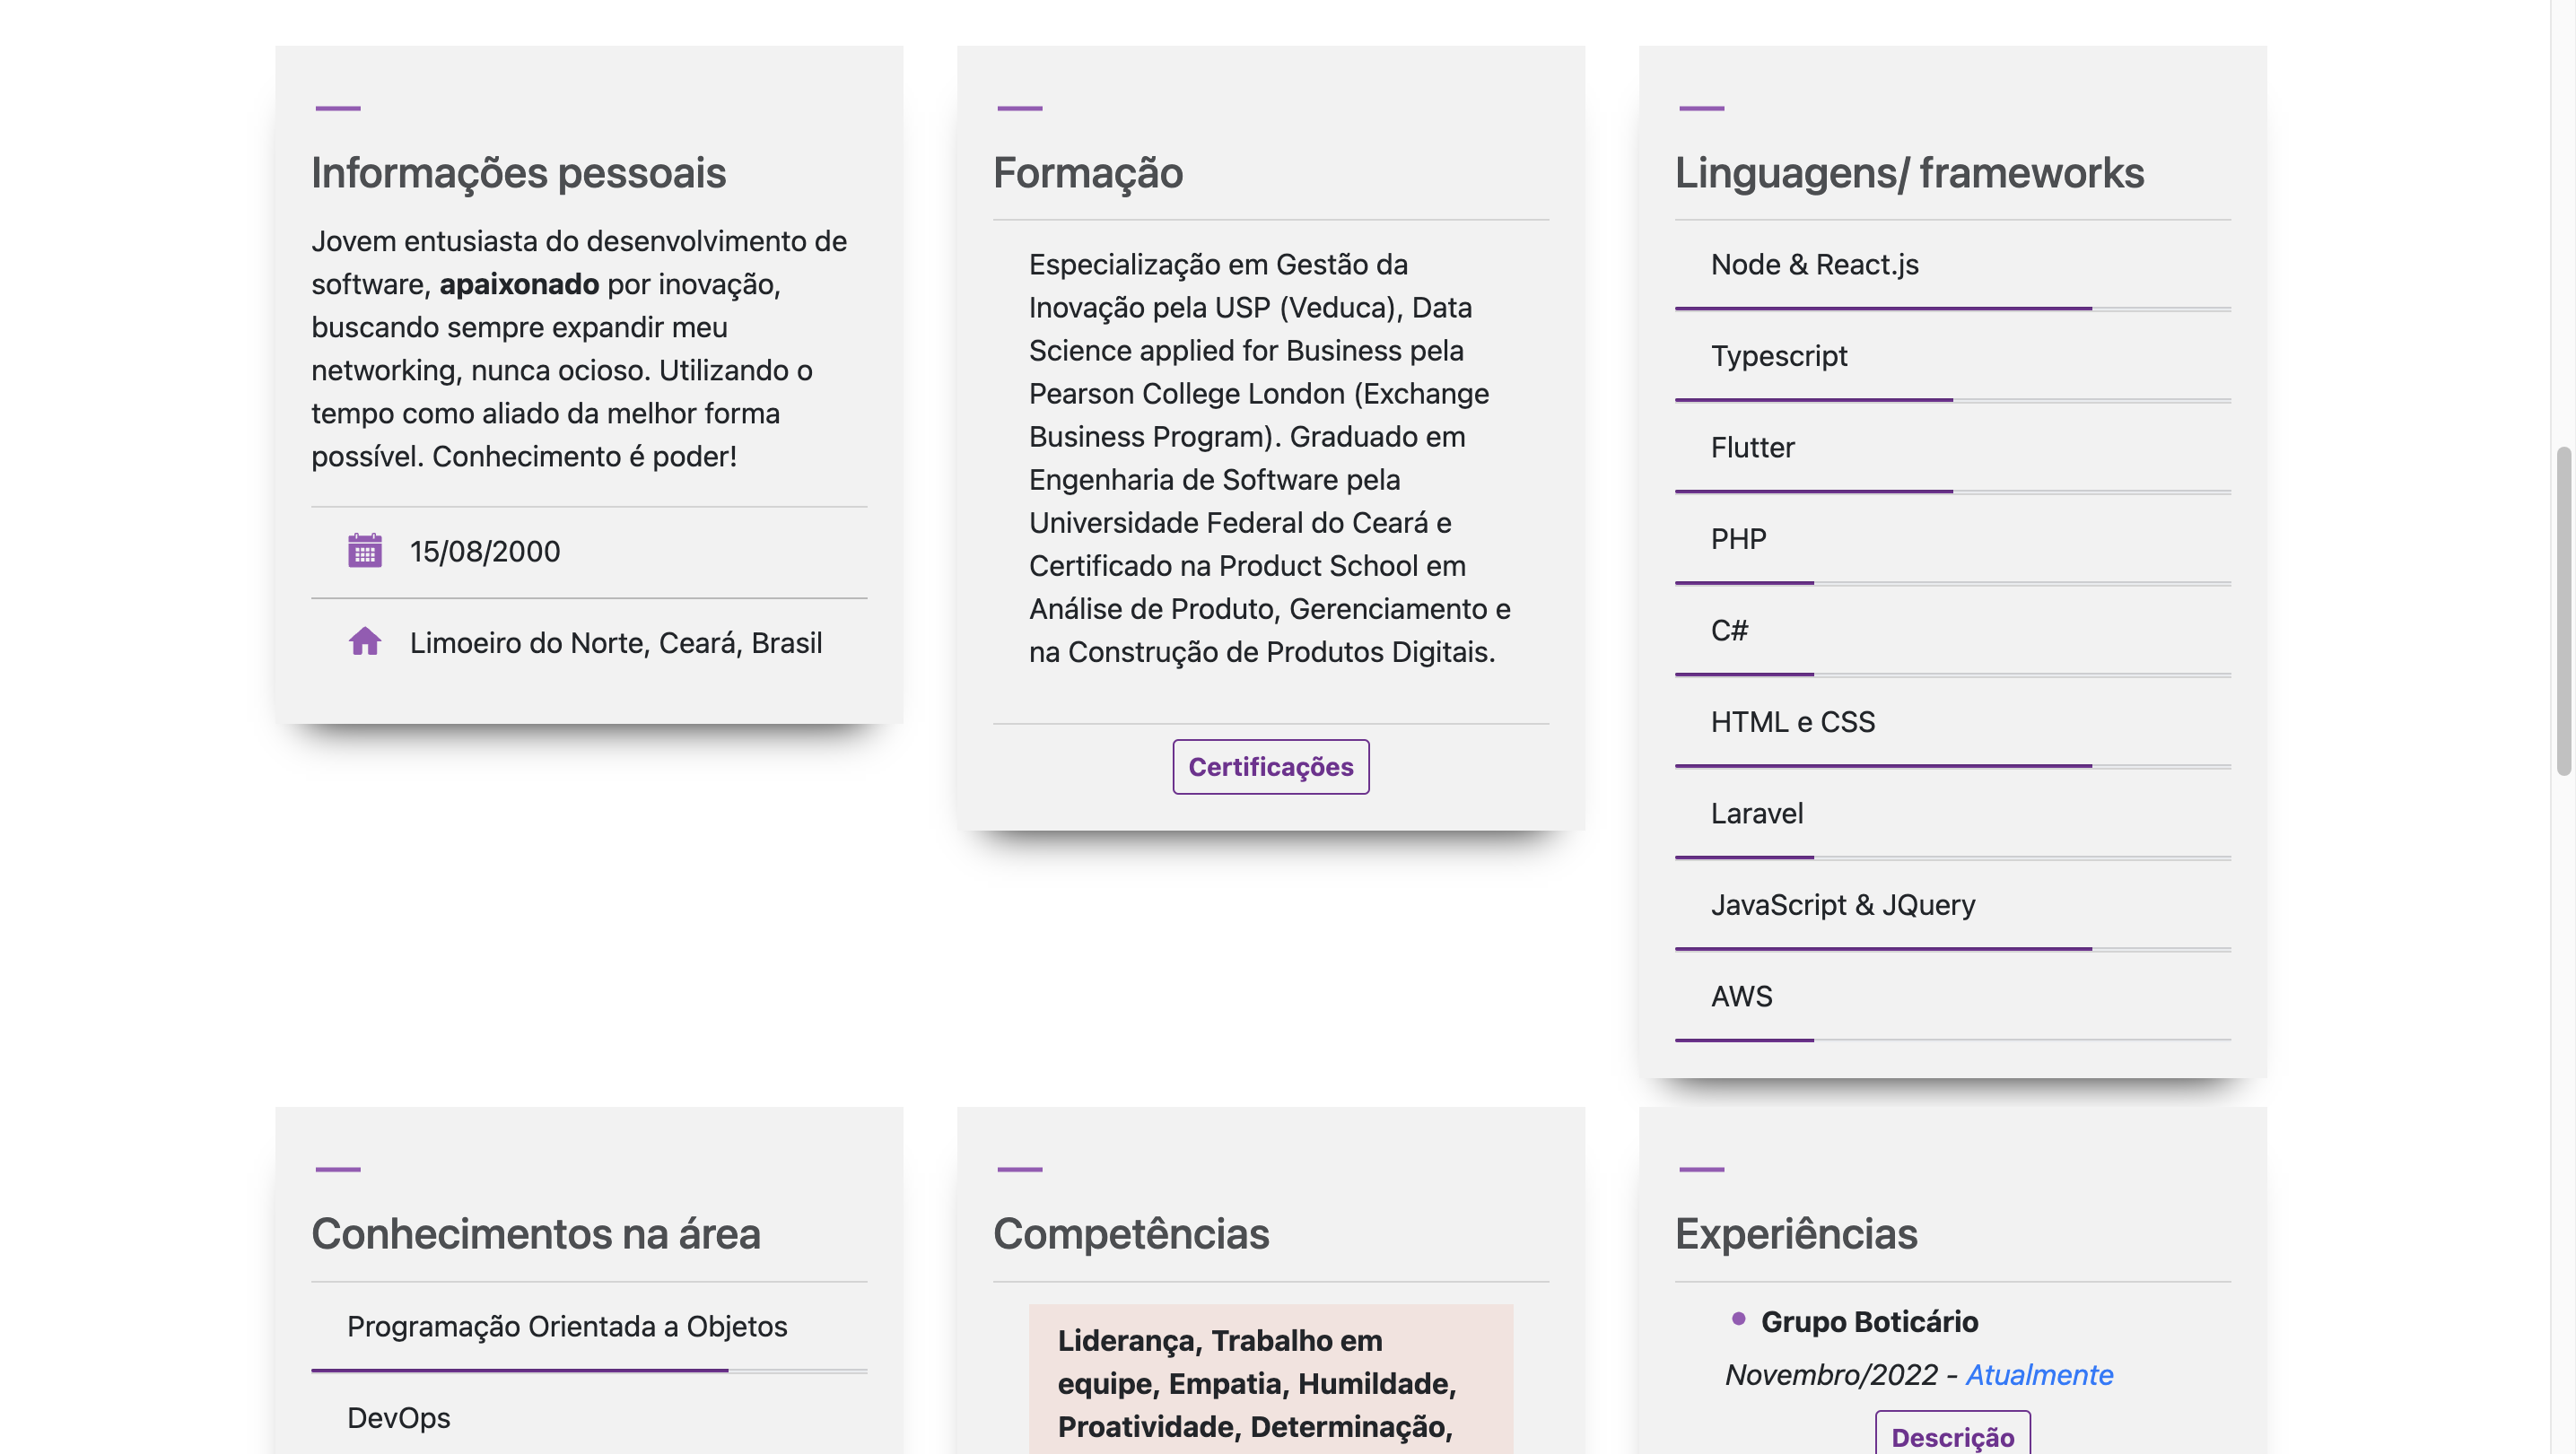 Informações pessoais
Jovem entusiasta do desenvolvimento de
software, apaixonado por inovação,
buscando sempre expandir meu
networking, nunca ocioso. Utilizando o
tempo como aliado da melhor forma
possível. Conhecimento é poder!
15/08/2000
Limoeiro do Norte, Ceará, Brasil
Formação
Especialização em Gestão da
Inovação pela USP (Veduca), Data
Science applied for Business pela
Pearson College London (Exchange
Business Program). Graduado em
Engenharia de Software pela
Universidade Federal do Ceará e
Certificado na Product School em
Análise de Produto, Gerenciamento e
na Construção de Produtos Digitais.
Certificações
Linguagens/ frameworks
Node & React.js
Typescript
Flutter
PHP
C#
HTML e CSS
Laravel
JavaScript & JQuery
AWS
Conhecimentos na área
Programação Orientada a Objetos
DevOps
Competências
Liderança, Trabalho em
equipe, Empatia, Humildade,
Proatividade, Determinação,
Experiências
Grupo Boticário
Novembro/2022 - Atualmente
Descrição